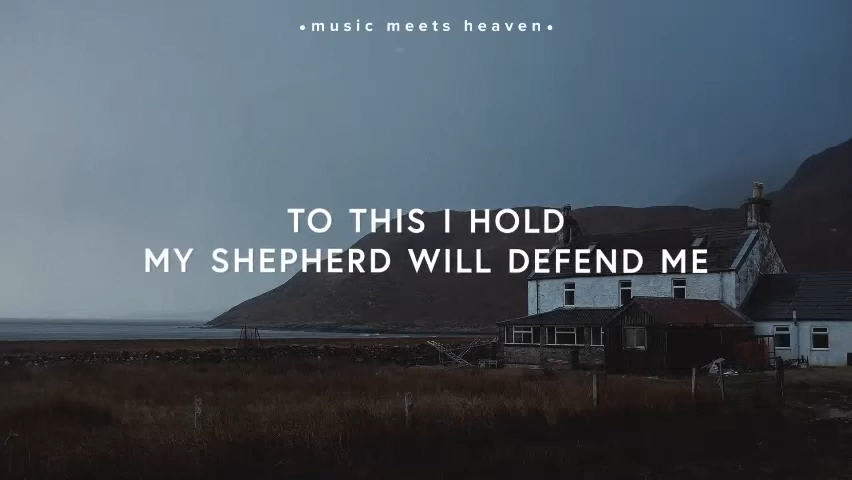 •music meets heaven•
TO THIS I HOLD
MY SHEPHERD WILL DEFEND ME